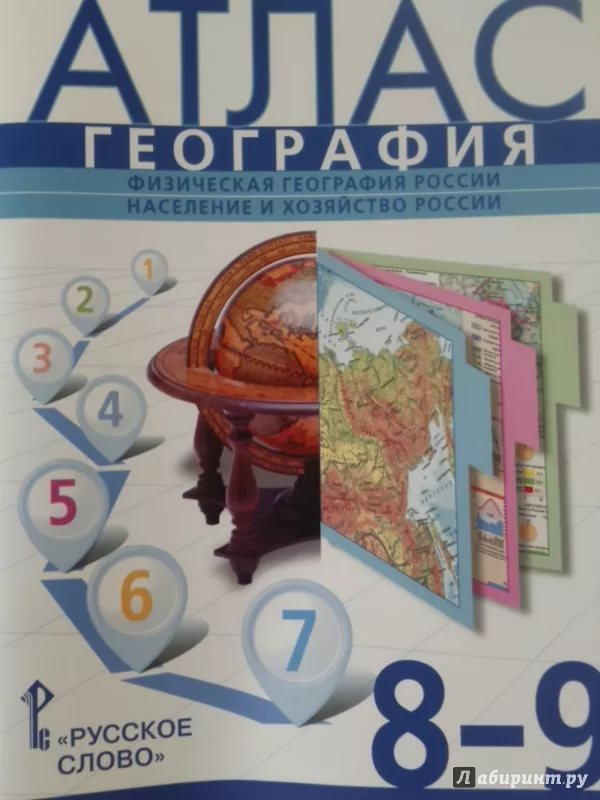 АТЛАС
ГЕОГРАФИЯ
ФИЗИЧЕСКАЯ ГЕОГРАФИЯ РОССИИ
НАСЕЛЕНИЕ И ХОЗЯЙСТВО РОССИИ
1
2
3
4
5
6
7
8–9
РС
«РУССКОЕ
СЛОВО»
Лабиринт.ру